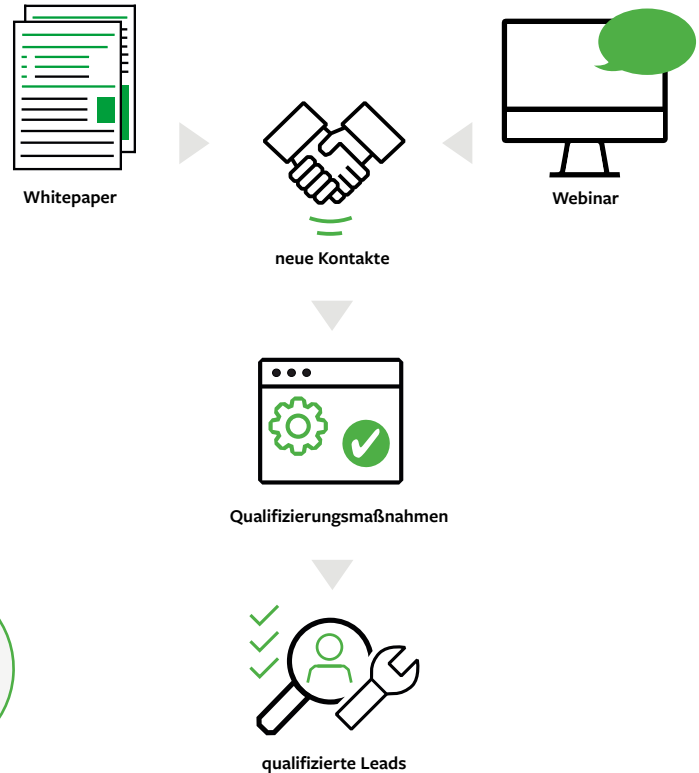 Whitepaper
Webinar
neue Kontakte
Qualifizierungsmaßnahmen
qualifizierte Leads